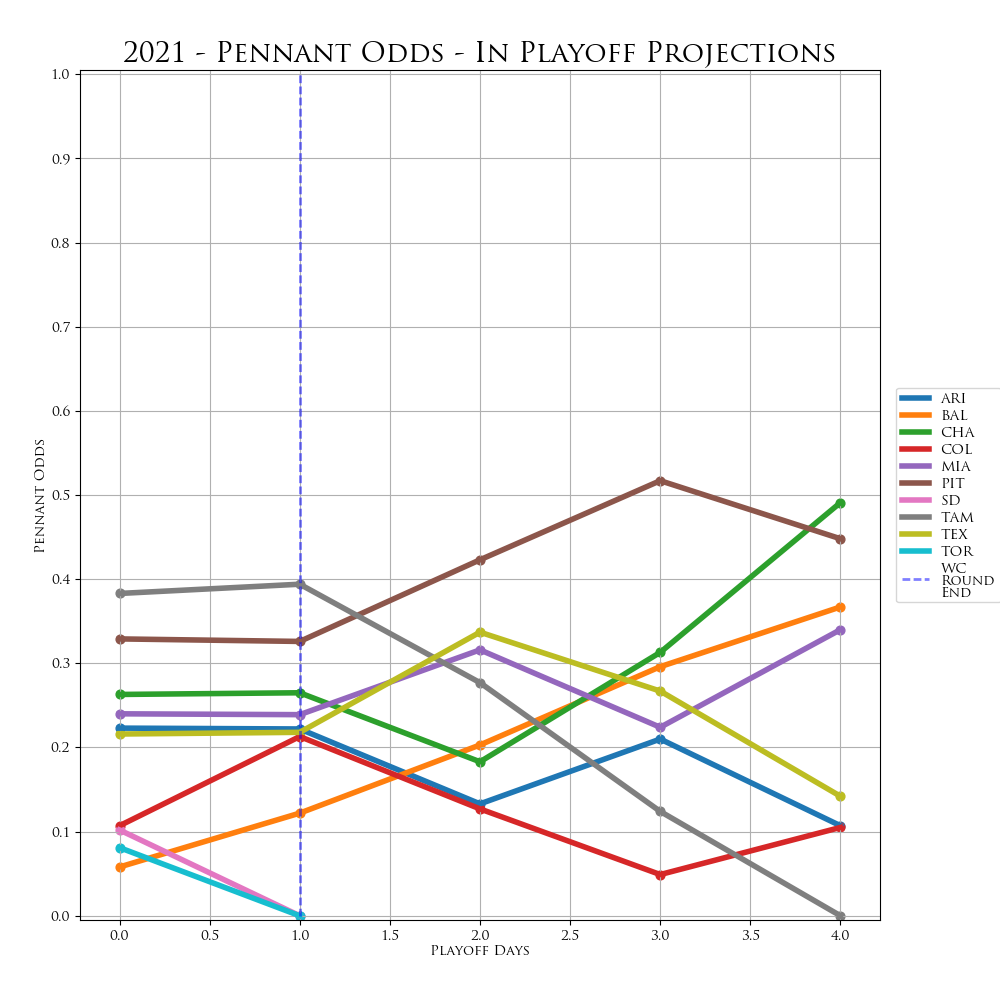 2021 - Pennant Odds - In Playoff Projections
1.0
0.9
0.8
0.7
0.6
0.5
0.4
0.3
0.2
0.1
0.0
Pennant Odds
0.0 0.5 1.0 1.5 2.0 2.5 3.0 3.5 4.0
Playoff Days
ARI
BAL
CHA
COL
MIA
PIT
SD
TAM
TEX
TOR
WC
Round
End